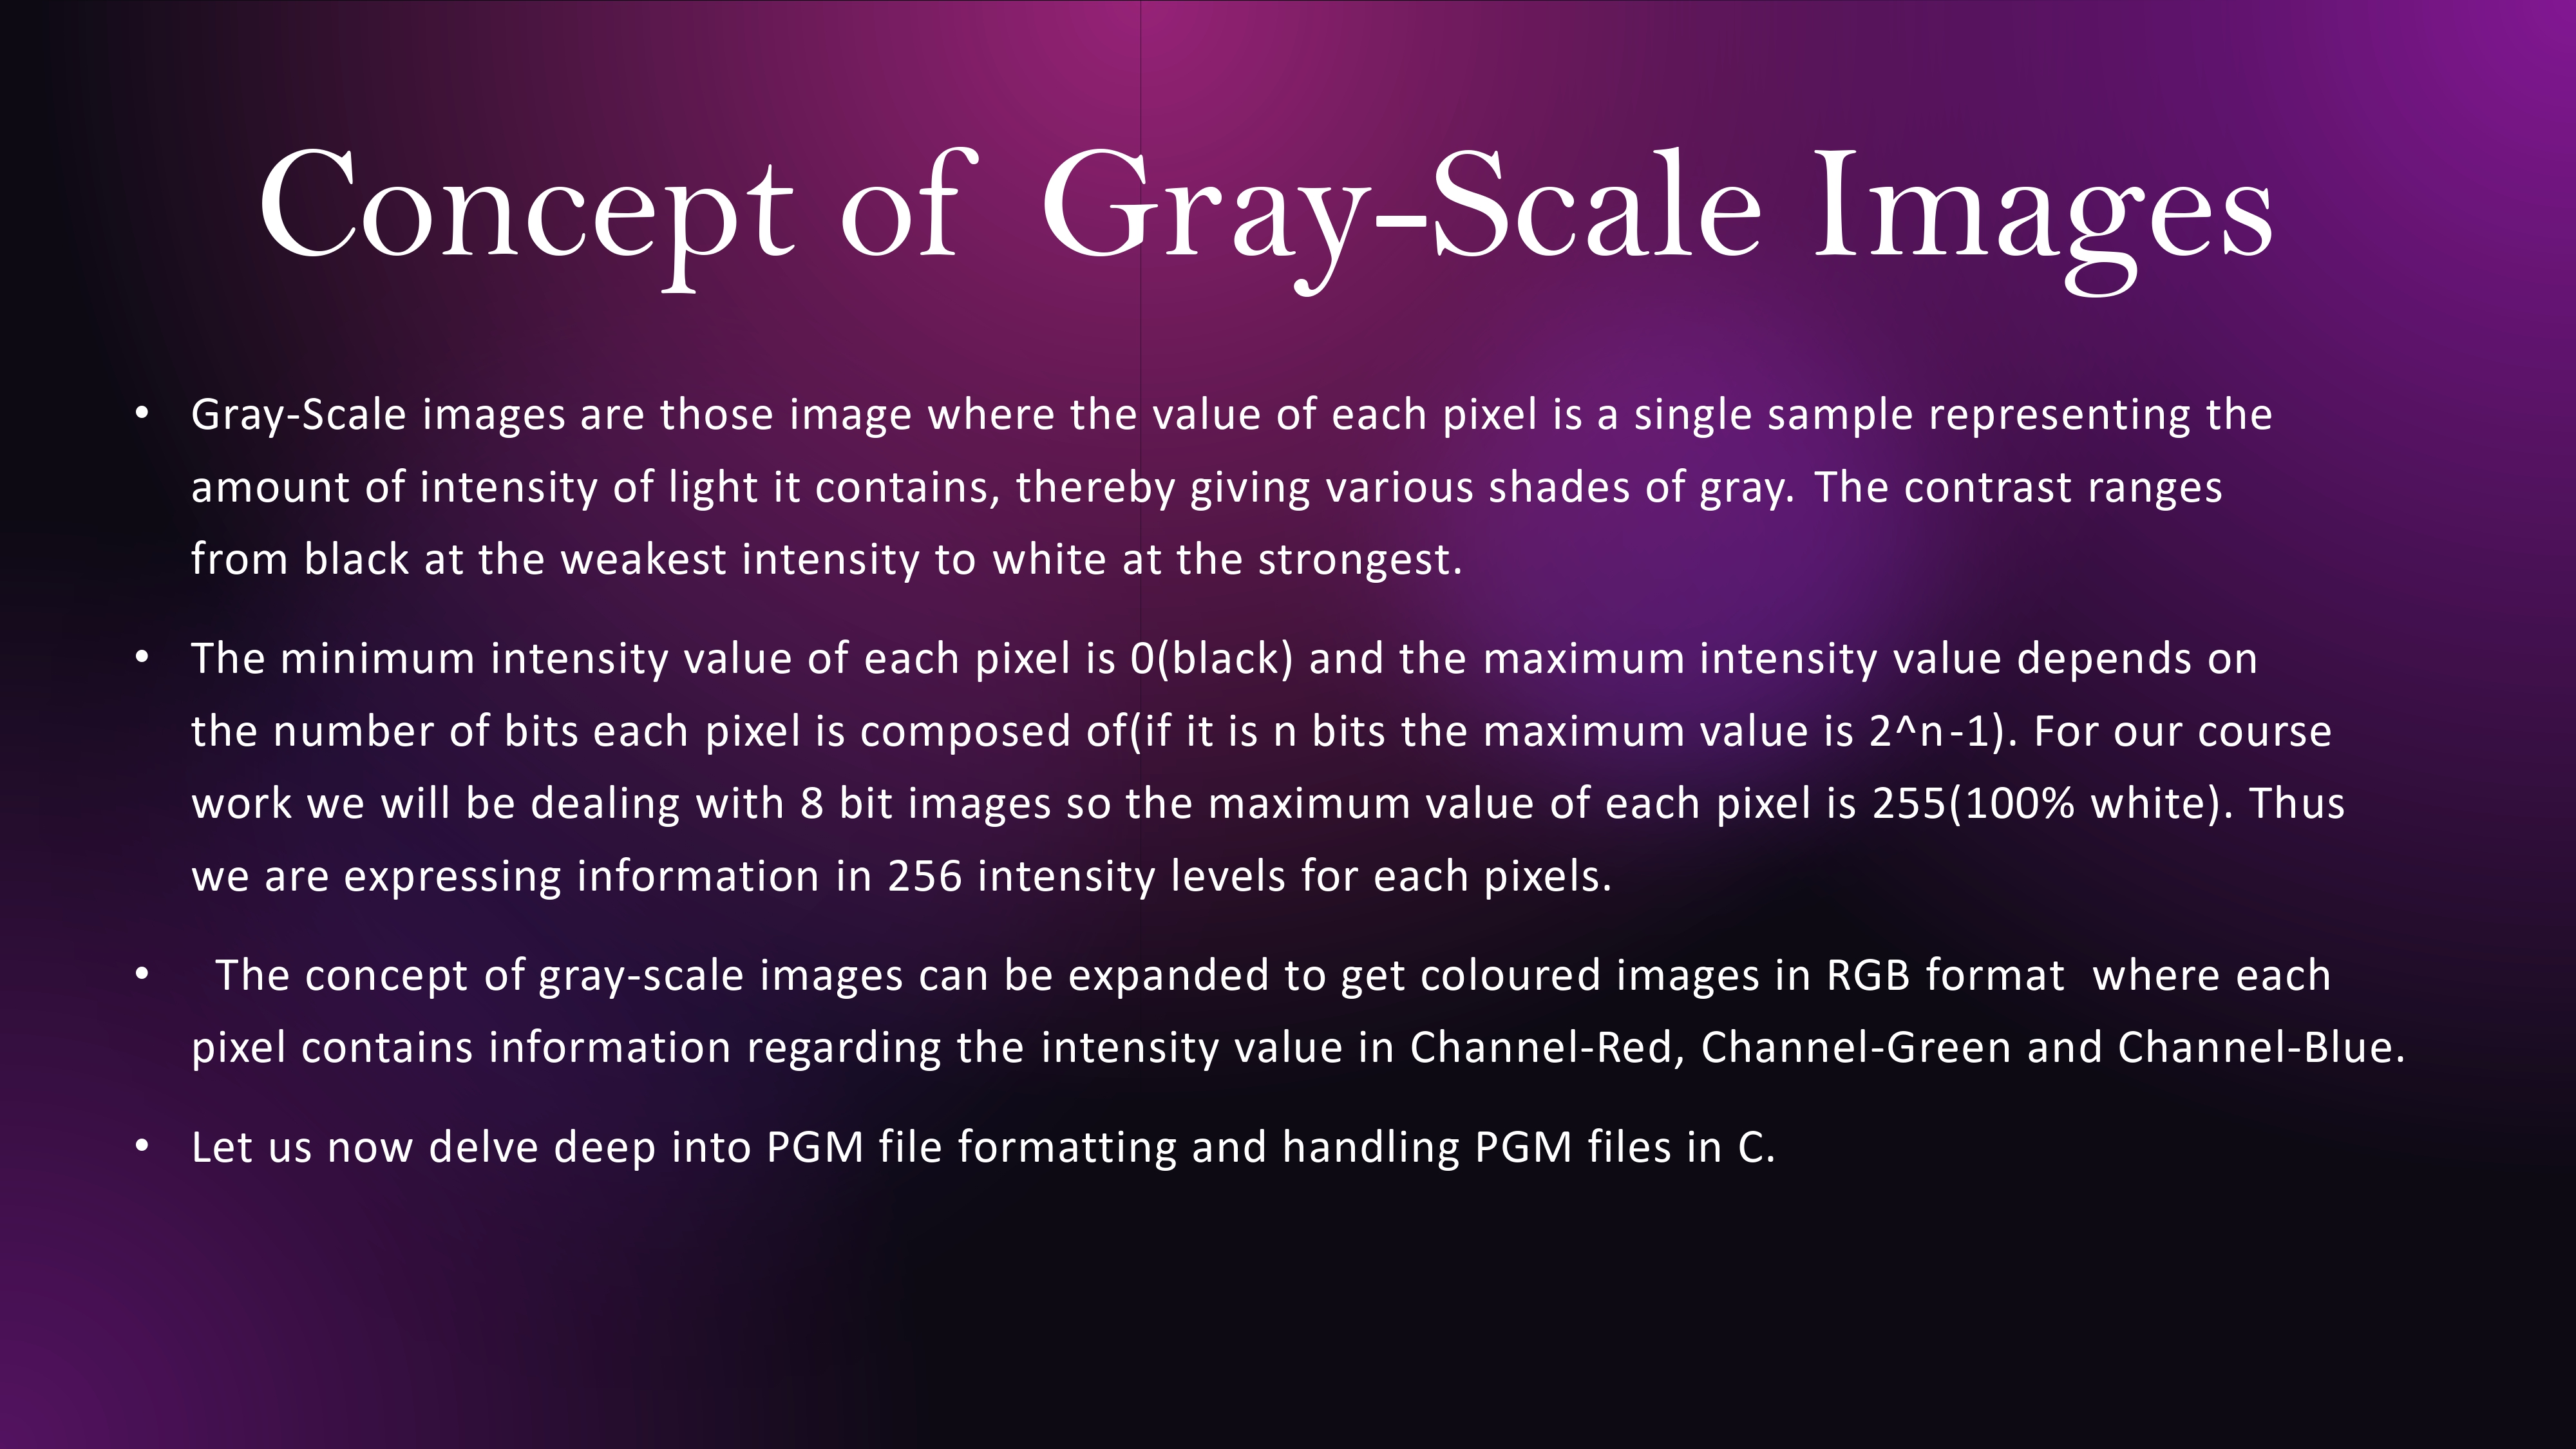 Concept of Gray-Scale Images
• Gray-Scale images are those image where the value of each pixel is a single sample representing the
amount of intensity of light it contains, thereby giving various shades of gray. The contrast ranges
from black at the weakest intensity to white at the strongest.
• The minimum intensity value of each pixel is 0(black) and the maximum intensity value depends on
the number of bits each pixel is composed of(if it is n bits the maximum value is 2^n-1). For our course
work we will be dealing with 8 bit images so the maximum value of each pixel is 255(100% white). Thus
we are expressing information in 256 intensity levels for each pixels.
• The concept of gray-scale images can be expanded to get coloured images in RGB format where each
pixel contains information regarding the intensity value in Channel-Red, Channel-Green and Channel-Blue.
• Let us now delve deep into PGM file formatting and handling PGM files in C.